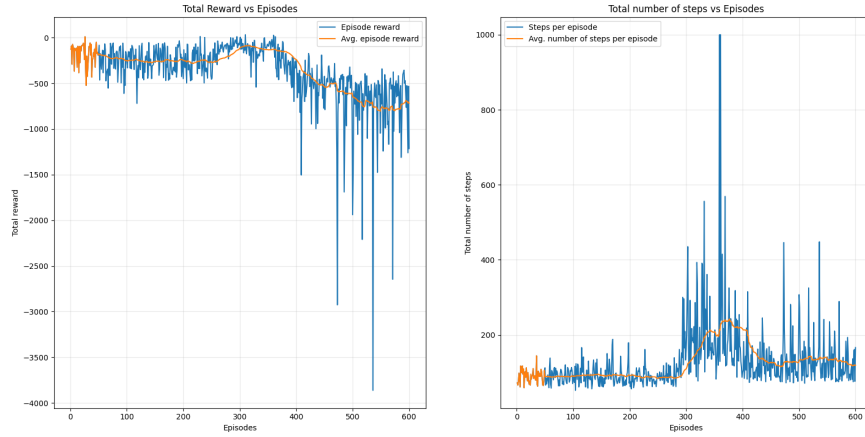 Total Reward vs Episodes
Episode reward
Avg. episode reward
Total reward
0
−500
−1000
−1500
−2000
−2500
−3000
−3500
−4000
0 100 200 300 400 500 600
Episodes
Total number of steps vs Episodes
Steps per episode
Avg. number of steps per episode
Total number of steps
1000
800
600
400
200
0 100 200 300 400 500 600
Episodes